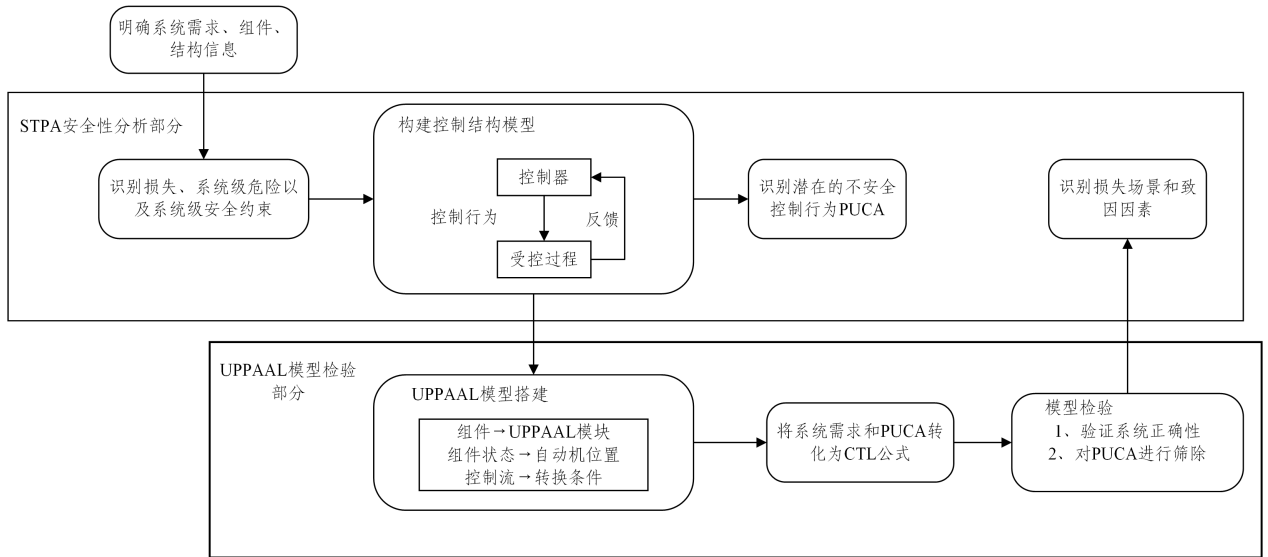 明确系统需求、组件、
结构信息
STPA安全性分析部分
识别损失、系统级危险以
及系统级安全约束
构建控制结构模型
控制器
控制行为
反馈
受控过程
识别潜在的不安全
控制行为PUCA
识别损失场景和致
因因素
UPPAAL模型检验
部分
UPPAAL模型搭建
组件→UPPAAL模块
组件状态→自动机位置
控制流→转换条件
将系统需求和PUCA转
化为CTL公式
模型检验
1、验证系统正确性
2、对PUCA进行筛除